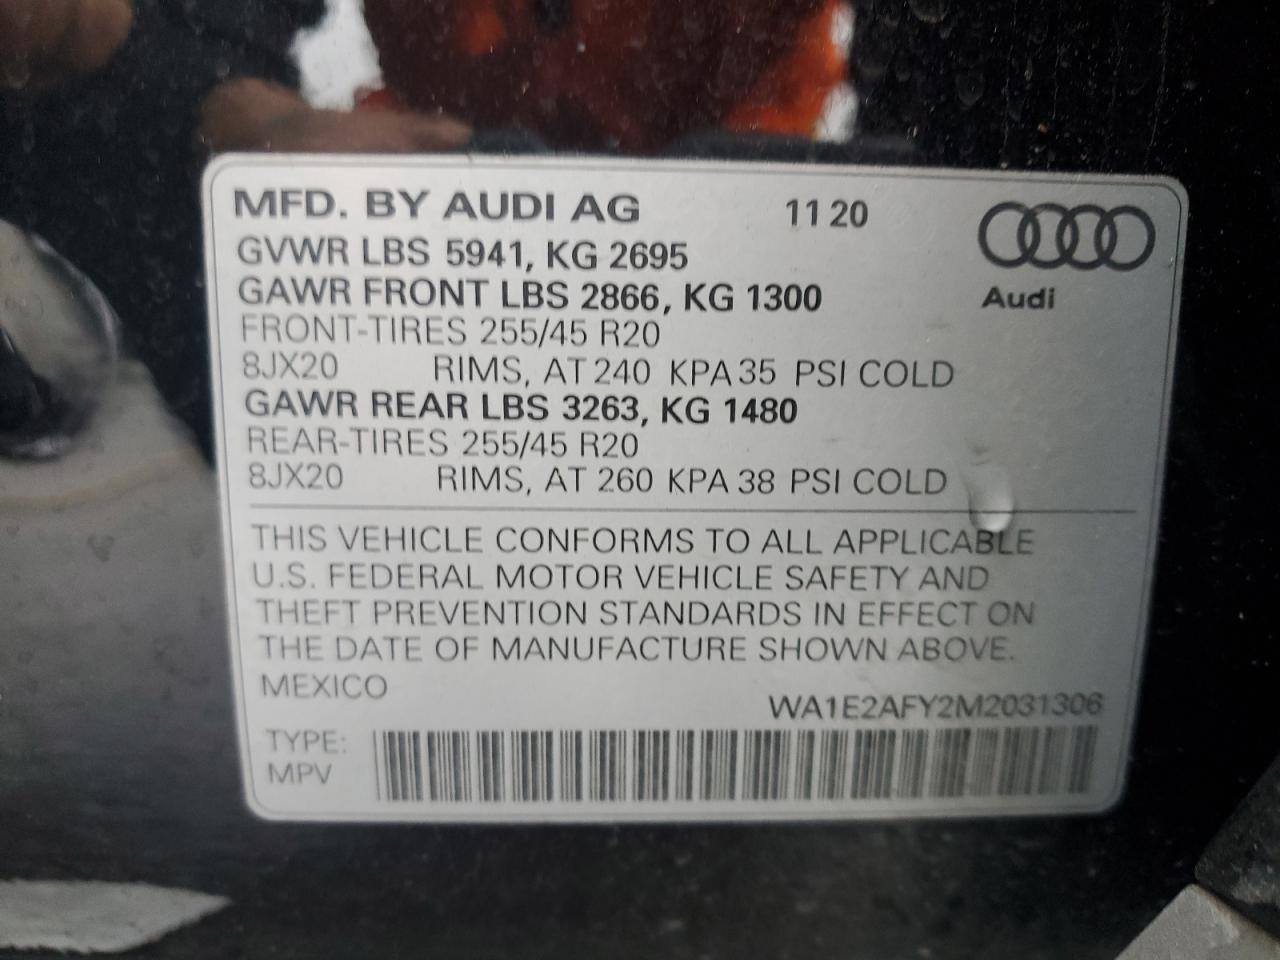 MFD. BY AUDI AG 11 20
GVWR LBS 5941, KG 2695
GAWR FRONT LBS 2866, KG 1300
Audi
FRONT-TIRES 255/45 R20
8JX20 RIMS, AT 240 KPA 35 PSI COLD
GAWR REAR LBS 3263, KG 1480
REAR-TIRES 255/45 R20
8JX20 RIMS, AT 260 KPA 38 PSI COLD
THIS VEHICLE CONFORMS TO ALL APPLICABLE
U.S. FEDERAL MOTOR VEHICLE SAFETY AND
THEFT PREVENTION STANDARDS IN EFFECT ON
THE DATE OF MANUFACTURE SHOWN ABOVE.
MEXICO
WA1E2AFY2M2031306
TYPE:
MPV